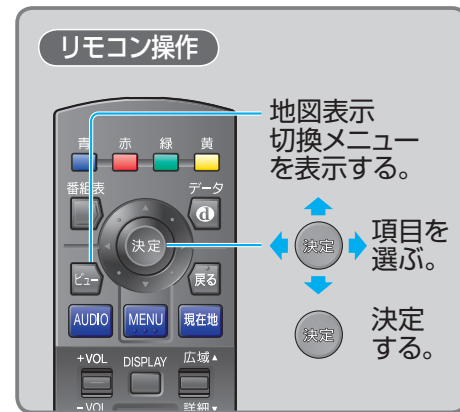 リモコン操作
地図表示
切換メニュー
を表示する。
青 赤 緑 黄
番組表 データ
d
決定
ビュー 戻る
AUDIO MENU 現在地
+VOL DISPLAY 広域▲
-VOL 詳細▼
決定
項目を
選ぶ。
決定
決定
する。